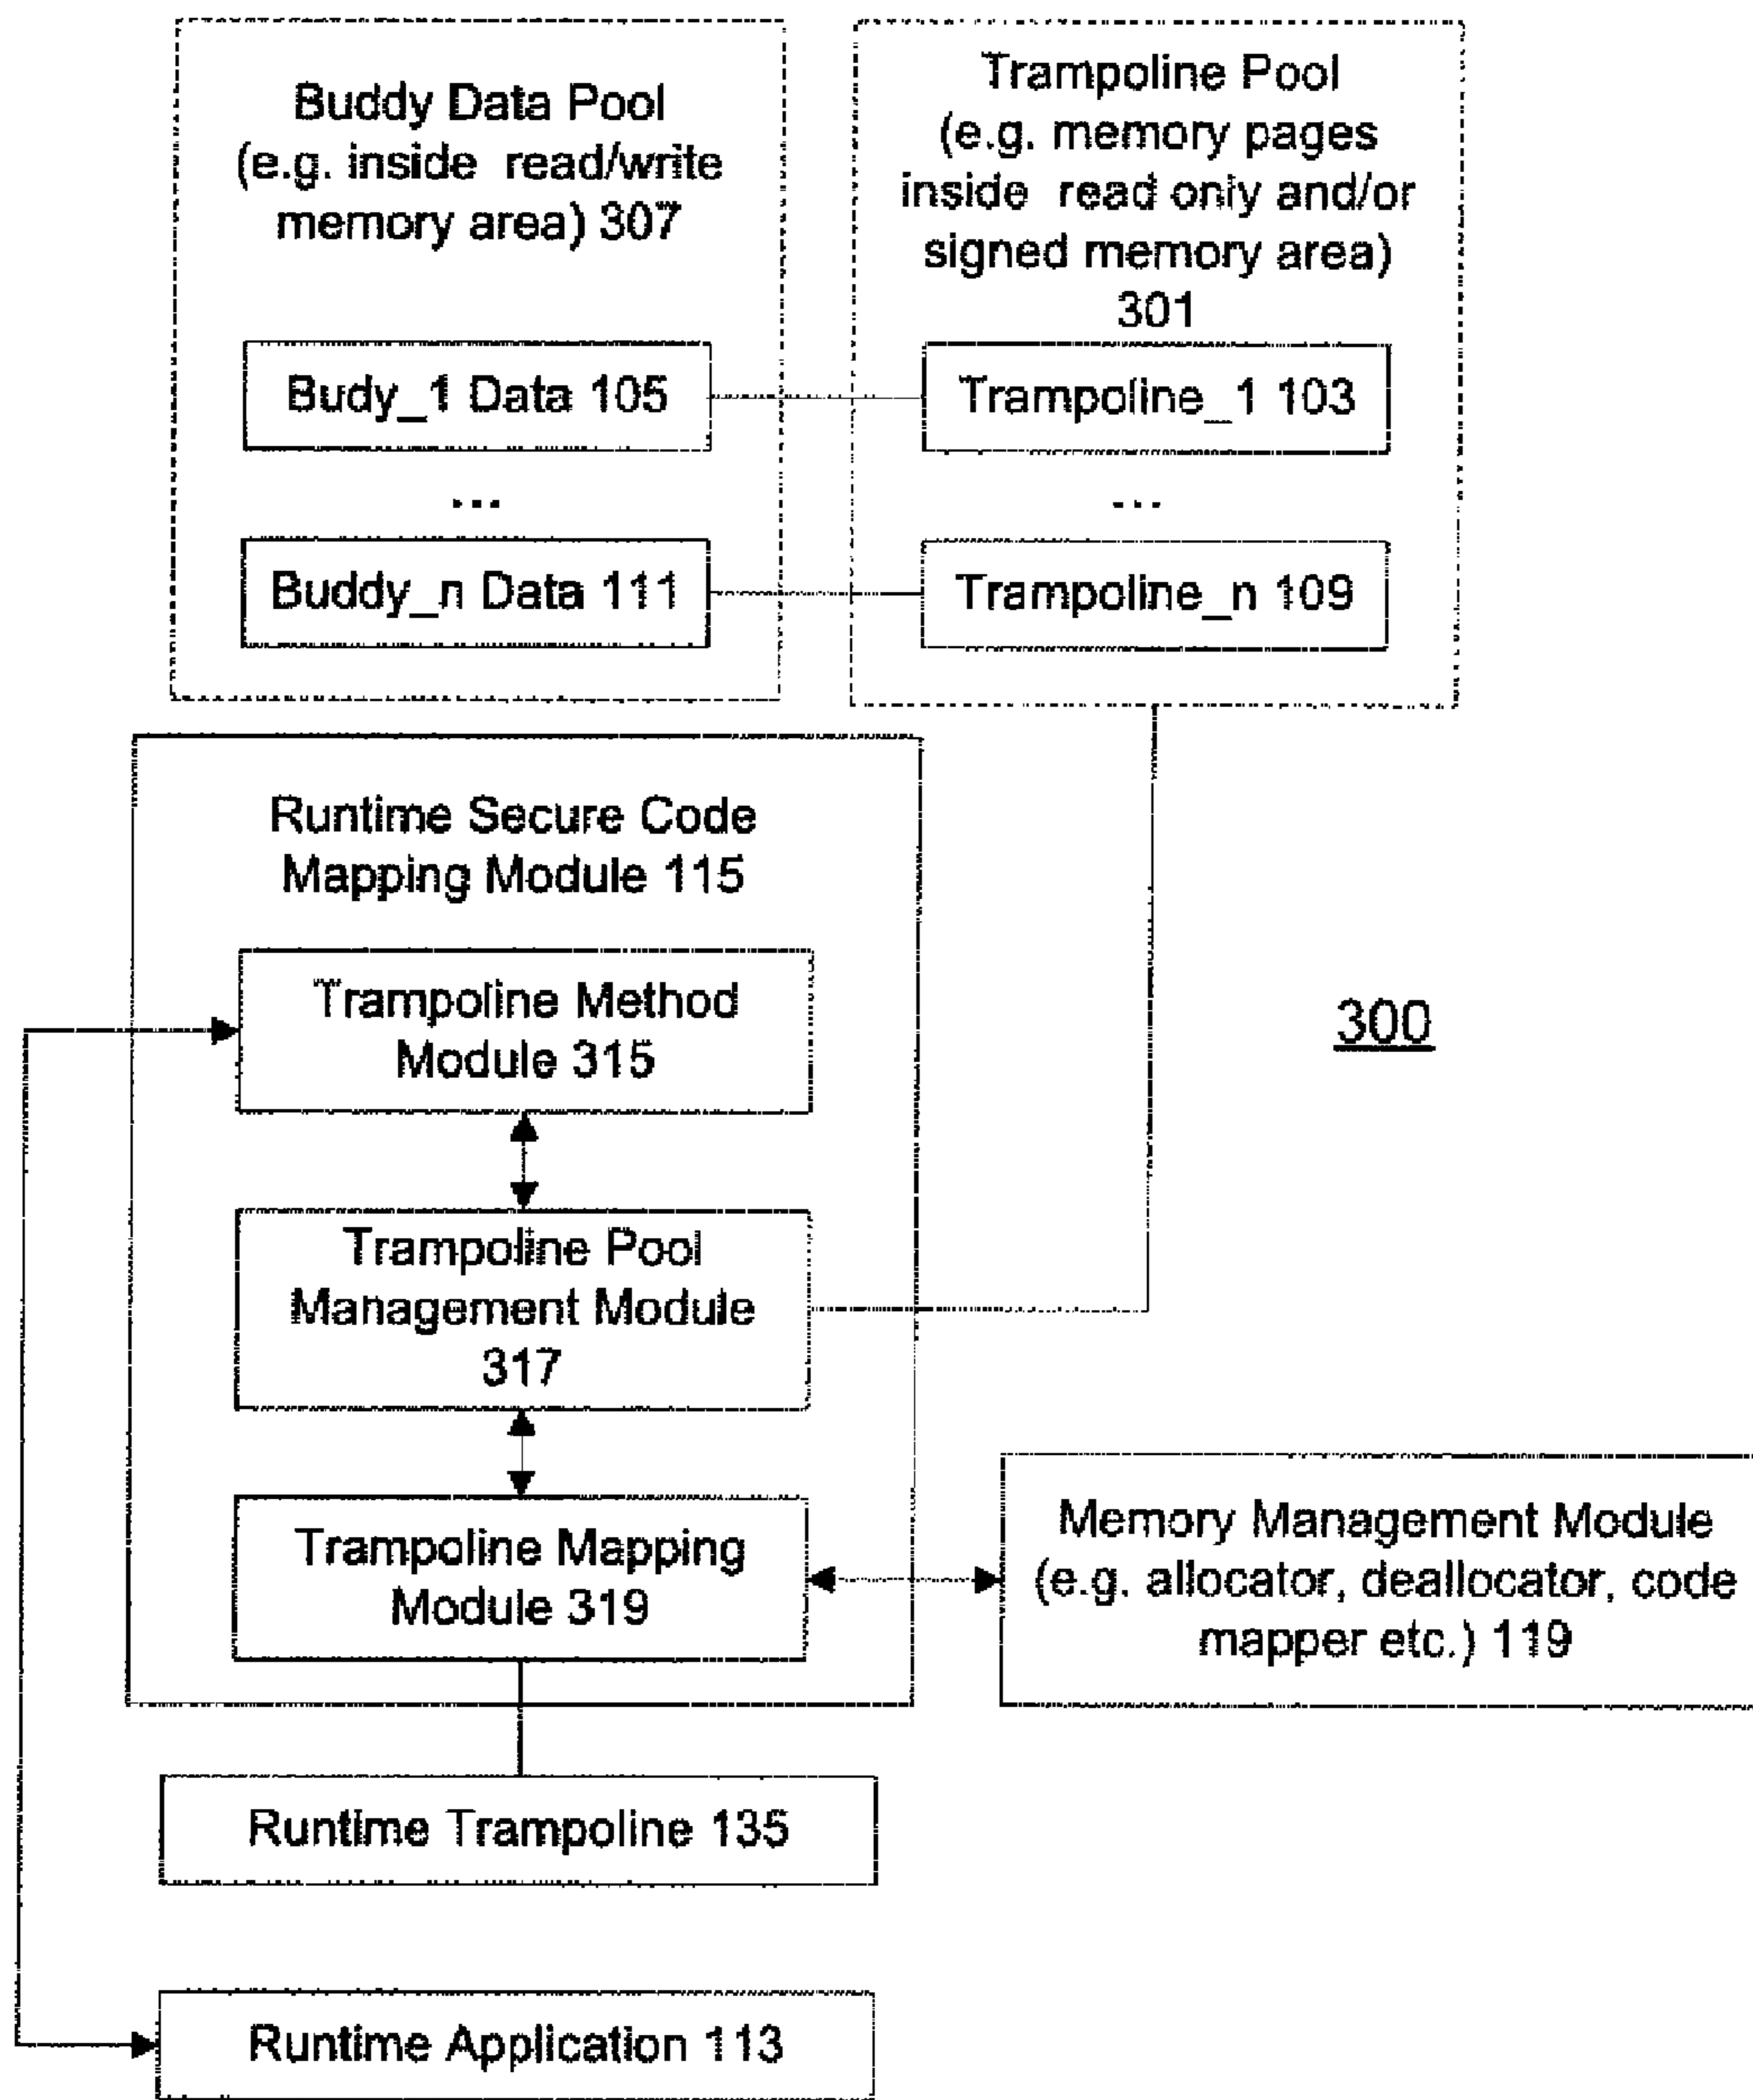 Buddy Data Pool
(e.g. inside read/write
memory area) 307
Budy_1 Data 105
...
Buddy_n Data 111
Trampoline Pool
(e.g. memory pages
inside read only and/or
signed memory area)
301
Trampoline_1 103
...
Trampoline_n 109
Runtime Secure Code
Mapping Module 115
Trampoline Method
Module 315
Trampoline Pool
Management Module
317
Trampoline Mapping
Module 319
300
Memory Management Module
(e.g. allocator, deallocator, code
mapper etc.) 119
Runtime Trampoline 135
Runtime Application 113